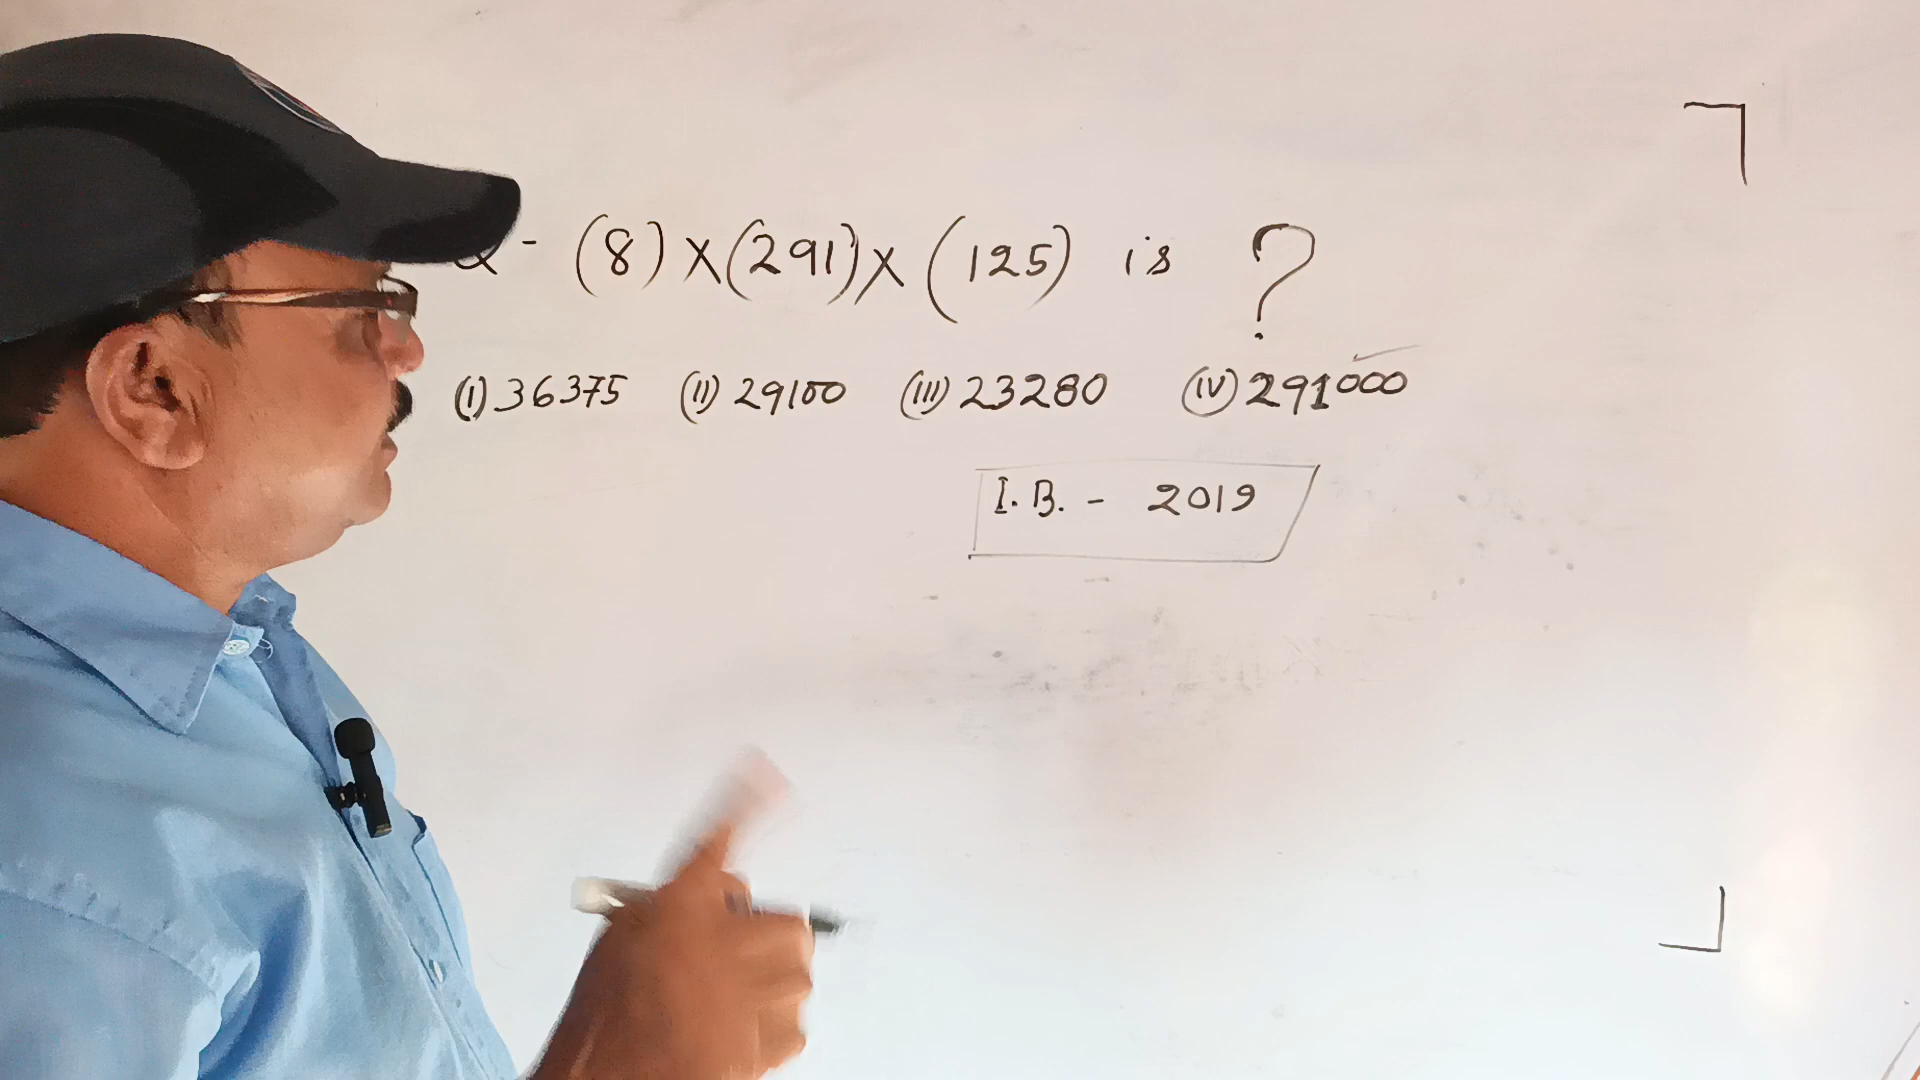 - (8) X (291) X (125) is ?
(I) 36375 (II) 29100 (III) 23280 (IV) 291000
I.B. - 2019